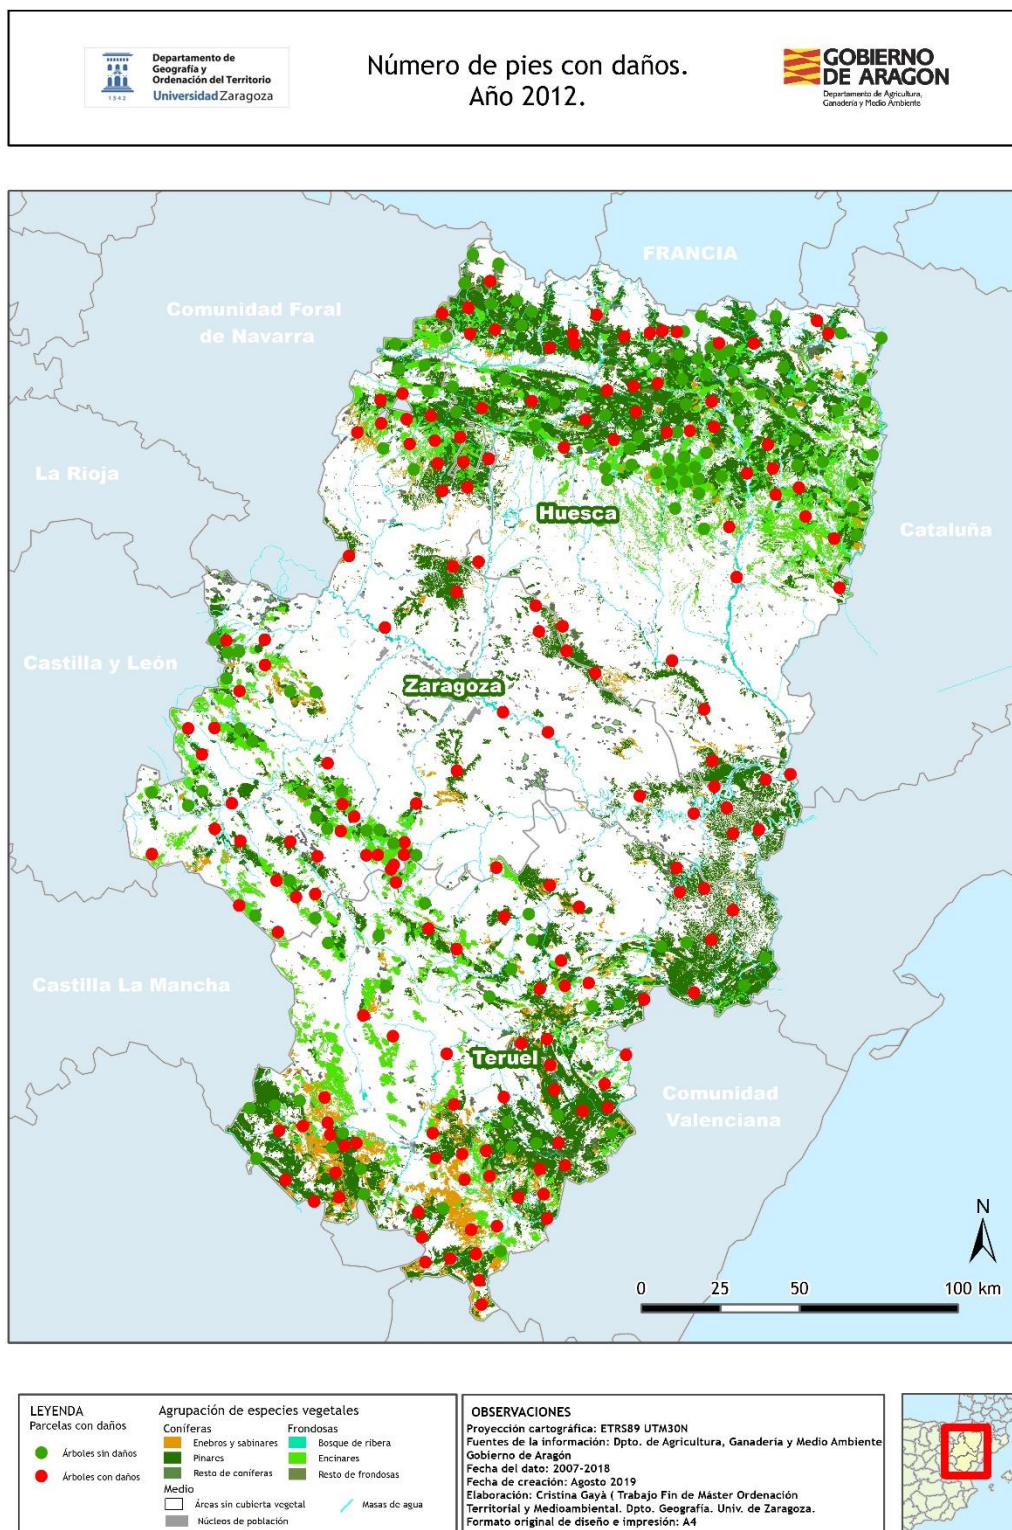 Departamento de
Geografía y
Ordenación del Territorio
Universidad Zaragoza
1542
Número de pies con daños.
Año 2012.
GOBIERNO
DE ARAGON
Departamento de Agricultura,
Ganadería y Medio Ambiente
FRANCIA
Comunidad Foral
de Navarra
La Rioja
Huesca
Cataluña
Castilla y León
Zaragoza
Castilla La Mancha
Teruel
Comunidad
Valenciana
N
0 25 50 100 km
LEYENDA
Parcelas con daños
Árboles sin daños
Árboles con daños
Agrupación de especies vegetales
Coníferas
Enebros y sabinares
Pinares
Resto de coníferas
Frondosas
Bosque de ribera
Encinares
Resto de frondosas
Medio
Áreas sin cubierta vegetal
Masas de agua
Núcleos de población
OBSERVACIONES
Proyección cartográfica: ETRS89 UTM30N
Fuentes de la información: Dpto. de Agricultura, Ganadería y Medio Ambiente
Gobierno de Aragón
Fecha del dato: 2007-2018
Fecha de creación: Agosto 2019
Elaboración: Cristina Gayà ( Trabajo Fin de Máster Ordenación
Territorial y Medioambiental. Dpto. Geografía. Univ. de Zaragoza.
Formato original de diseño e impresión: A4